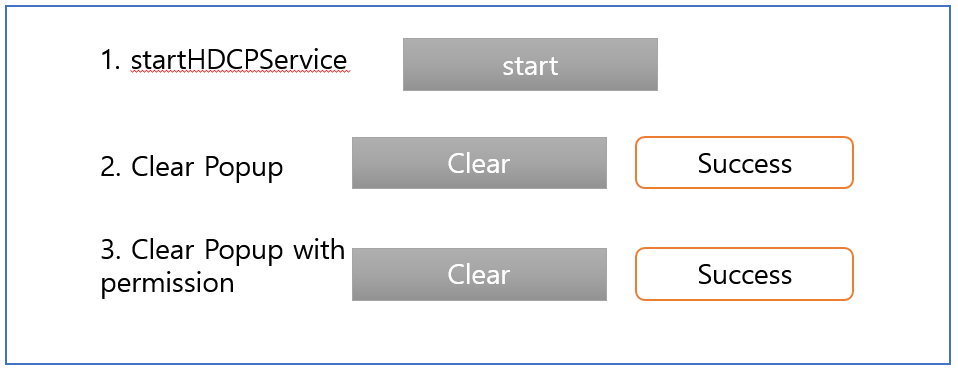 1. startHDCPService
start
2. Clear Popup
Clear
Success
3. Clear Popup with
permission
Clear
Success